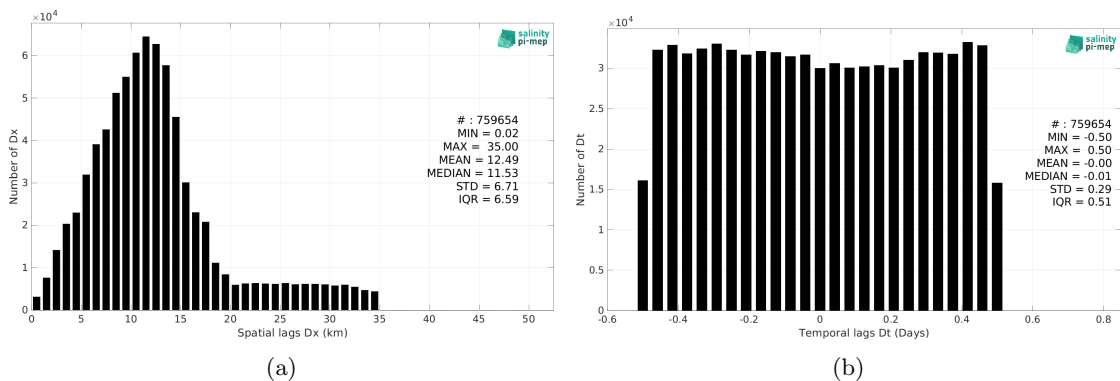 ×10⁴
salinity
pi-mep
6
5
4
3
2
1
0
Number of Dx
# : 759654
MIN = 0.02
MAX = 35.00
MEAN = 12.49
MEDIAN = 11.53
STD = 6.71
IQR = 6.59
0 5 10 15 20 25 30 35 40 45 50
Spatial lags Dx (km)
(a)
×10⁴
salinity
pi-mep
3
2.5
2
1.5
1
0.5
0
Number of Dt
# : 759654
MIN = -0.50
MAX = 0.50
MEAN = -0.00
MEDIAN = -0.01
STD = 0.29
IQR = 0.51
-0.6 -0.4 -0.2 0 0.2 0.4 0.6 0.8
Temporal lags Dt (Days)
(b)